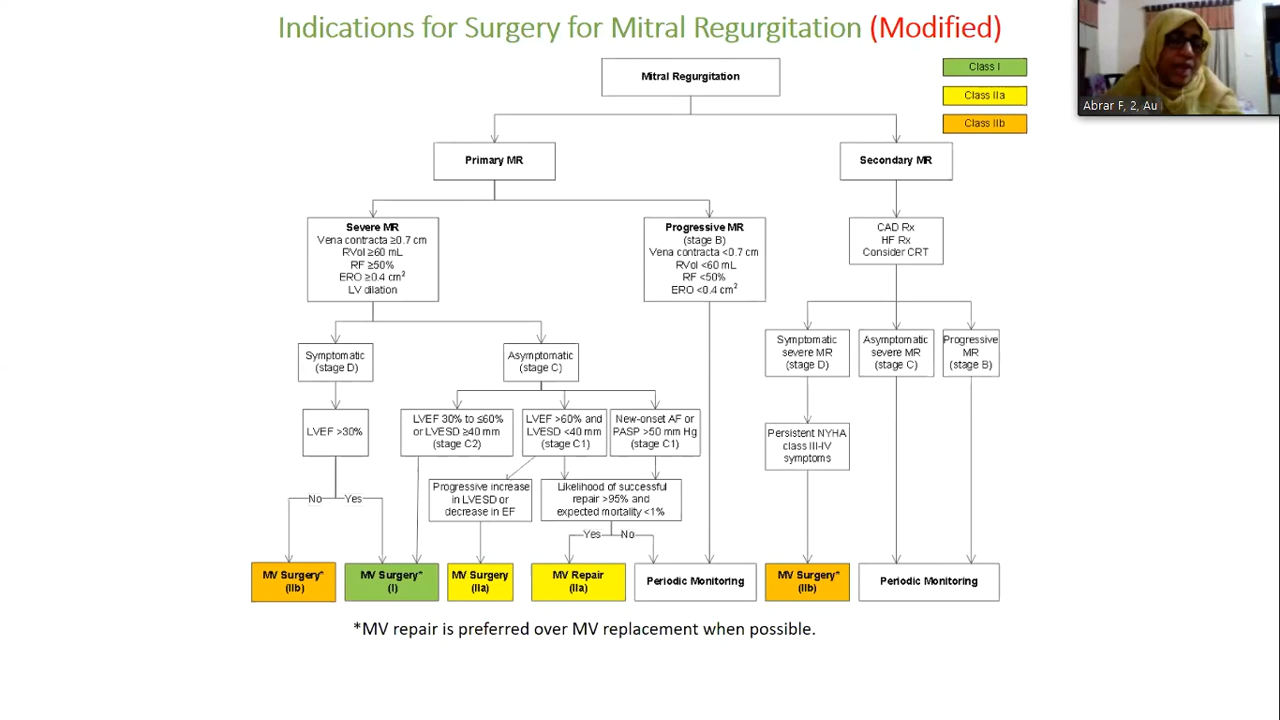 Indications for Surgery for Mitral Regurgitation (Modified)
Mitral Regurgitation
Class I
Class IIa
Class IIb
Abrar F, 2, Au
Primary MR
Secondary MR
Severe MR
Vena contracta ≥0.7 cm
RVol ≥60 mL
RF ≥50%
ERO ≥0.4 cm²
LV dilation
Progressive MR
(stage B)
Vena contracta <0.7 cm
RVol <60 mL
RF <50%
ERO <0.4 cm²
CAD Rx
HF Rx
Consider CRT
Symptomatic
(stage D)
Asymptomatic
(stage C)
Symptomatic
severe MR
(stage D)
Asymptomatic
severe MR
(stage C)
Progressive
MR
(stage B)
LVEF >30%
LVEF 30% to ≤60%
or LVESD ≥40 mm
(stage C2)
LVEF >60% and
LVESD <40 mm
(stage C1)
New-onset AF or
PASP >50 mm Hg
(stage C1)
Persistent NYHA
class III-IV
symptoms
Progressive increase
in LVESD or
decrease in EF
Likelihood of successful
repair >95% and
expected mortality <1%
No
Yes
Yes
No
MV Surgery*
(IIb)
MV Surgery*
(I)
MV Surgery
(IIa)
MV Repair
(IIa)
Periodic Monitoring
MV Surgery*
(IIb)
Periodic Monitoring
*MV repair is preferred over MV replacement when possible.